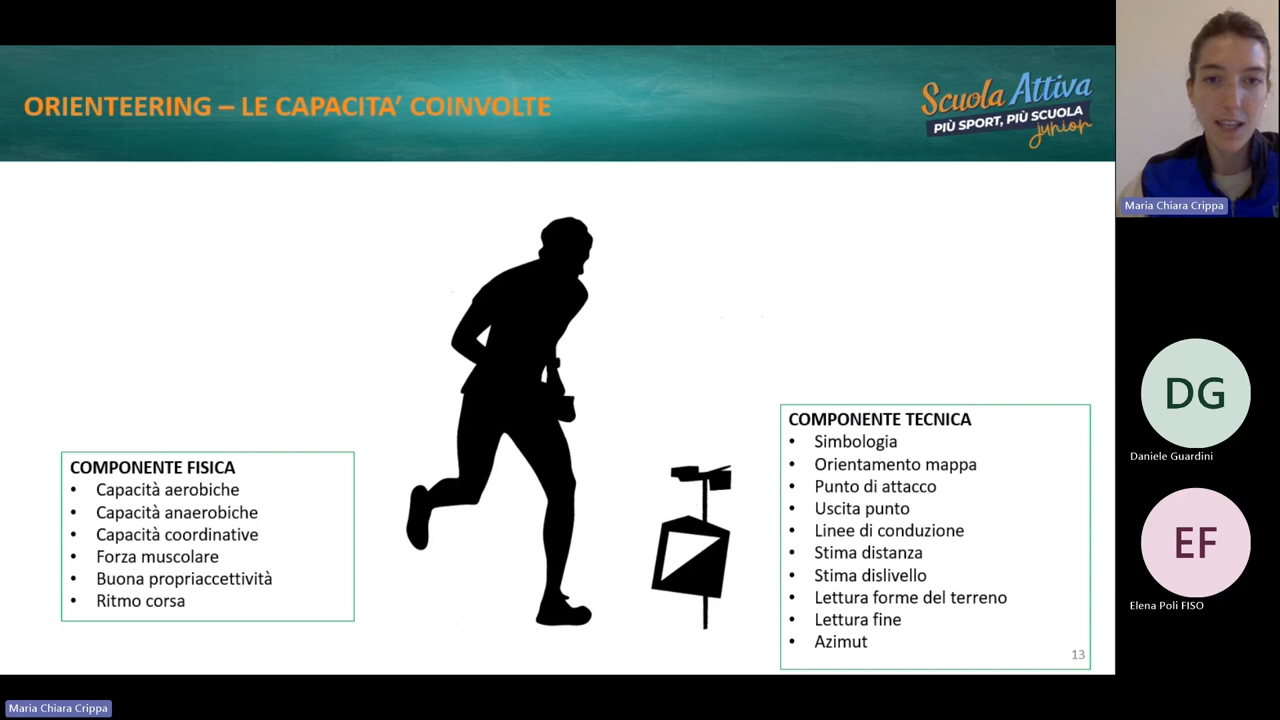 ORIENTEERING – LE CAPACITA’ COINVOLTE
Scuola Attiva
PIÙ SPORT, PIÙ SCUOLA
junior
Maria Chiara Crippa
COMPONENTE FISICA
• Capacità aerobiche
• Capacità anaerobiche
• Capacità coordinative
• Forza muscolare
• Buona propriaccettività
• Ritmo corsa
COMPONENTE TECNICA
• Simbologia
• Orientamento mappa
• Punto di attacco
• Uscita punto
• Linee di conduzione
• Stima distanza
• Stima dislivello
• Lettura forme del terreno
• Lettura fine
• Azimut
13
DG
Daniele Guardini
EF
Elena Poli FISO
Maria Chiara Crippa